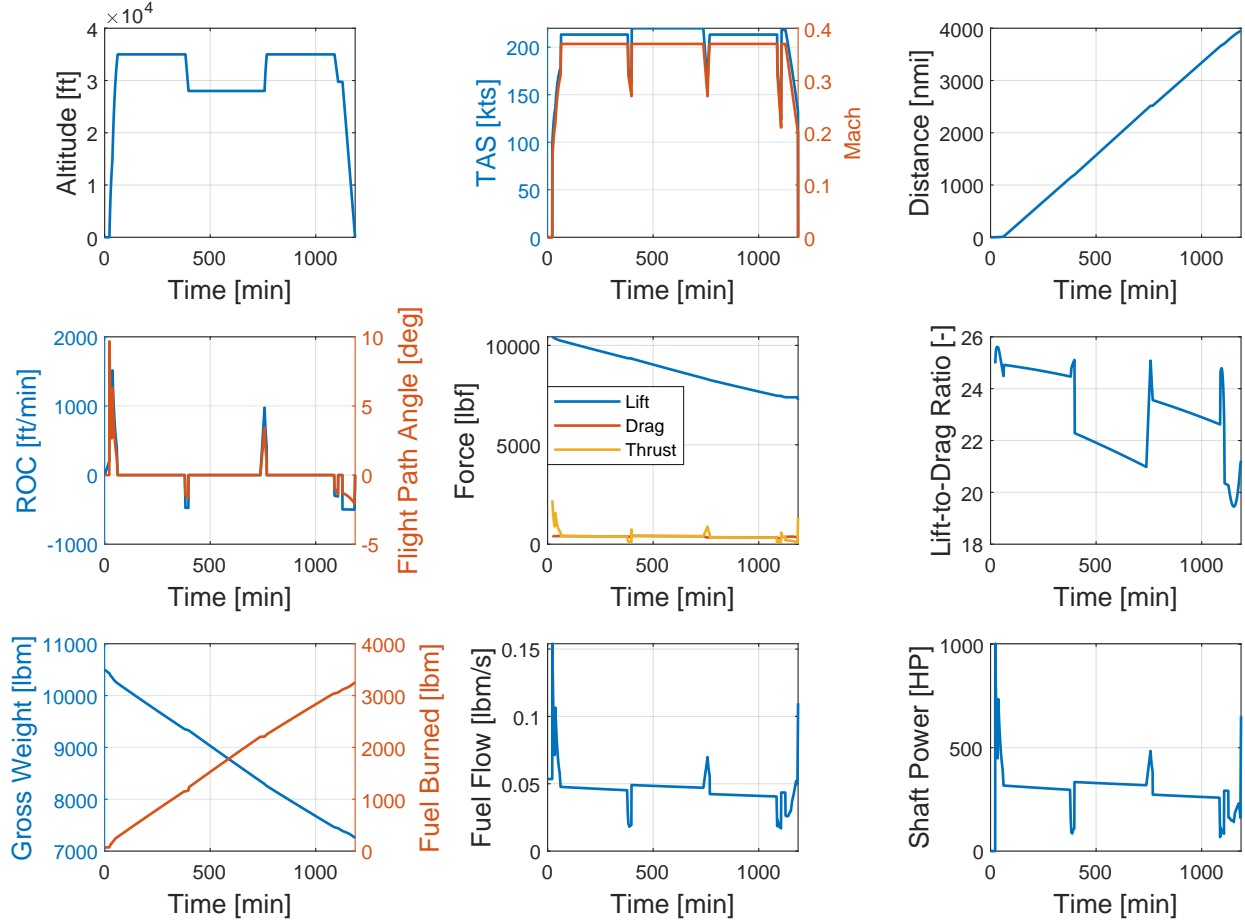 ×10⁴
Altitude [ft]
4
3
2
1
0
0 500 1000
Time [min]
TAS [kts]
200
150
100
50
0
Mach
0.4
0.3
0.2
0.1
0
0 500 1000
Time [min]
Distance [nmi]
4000
3000
2000
1000
0
0 500 1000
Time [min]
ROC [ft/min]
2000
1000
0
-1000
Flight Path Angle [deg]
10
5
0
-5
0 500 1000
Time [min]
Force [lbf]
10000
5000
0
Lift
Drag
Thrust
0 500 1000
Time [min]
Lift-to-Drag Ratio [-]
26
24
22
20
18
0 500 1000
Time [min]
Gross Weight [lbm]
11000
10000
9000
8000
7000
Fuel Burned [lbm]
4000
3000
2000
1000
0
0 500 1000
Time [min]
Fuel Flow [lbm/s]
0.15
0.1
0.05
0
0 500 1000
Time [min]
Shaft Power [HP]
1000
500
0
0 500 1000
Time [min]